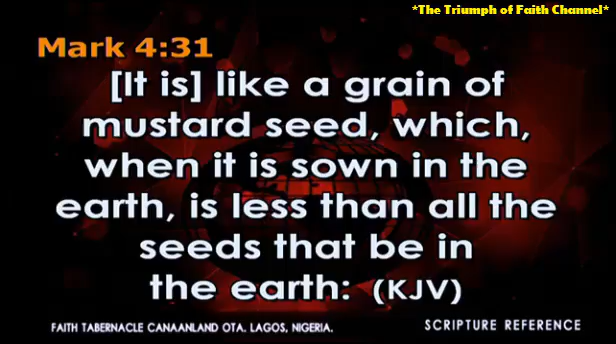 *The Triumph of Faith Channel*
Mark 4:31
[It is] like a grain of
mustard seed, which,
when it is sown in the
earth, is less than all the
seeds that be in
the earth: (KJV)
FAITH TABERNACLE CANAANLAND OTA. LAGOS, NIGERIA.
SCRIPTURE REFERENCE